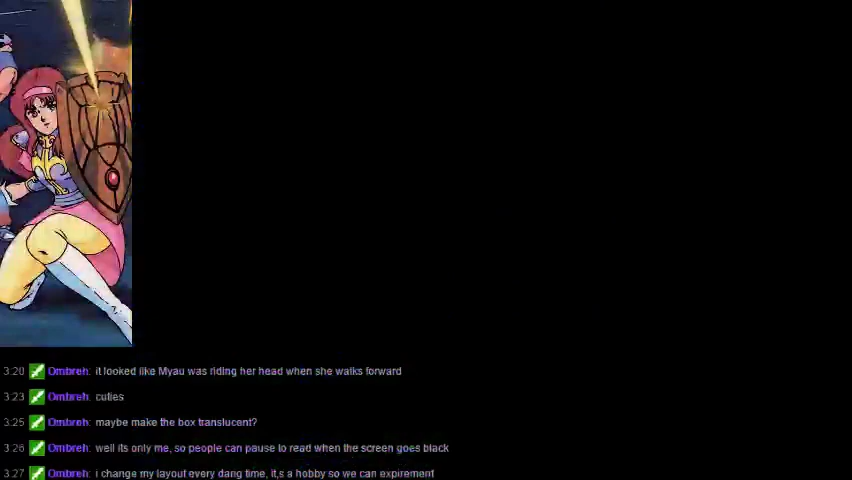 3:20 Ombreh: it looked like Myau was riding her head when she walks forward
3:23 Ombreh: cuties
3:25 Ombreh: maybe make the box translucent?
3:26 Ombreh: well its only me, so people can pause to read when the screen goes black
3:27 Ombreh: i change my layout every dang time, it,s a hobby so we can expirement